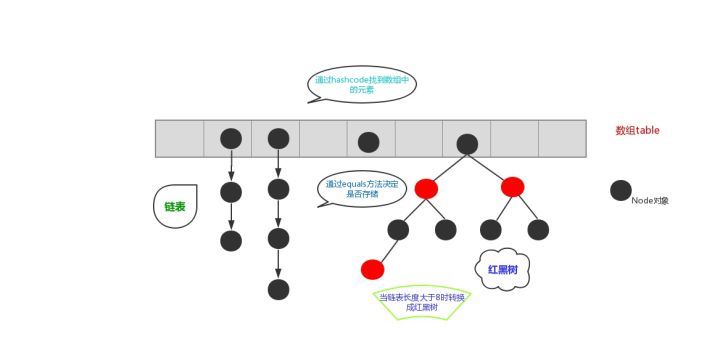 通过hashcode找到数组中
的元素
数组table
通过equals方法决定
是否存储
链表
Node对象
红黑树
当链表长度大于8时转换
成红黑树